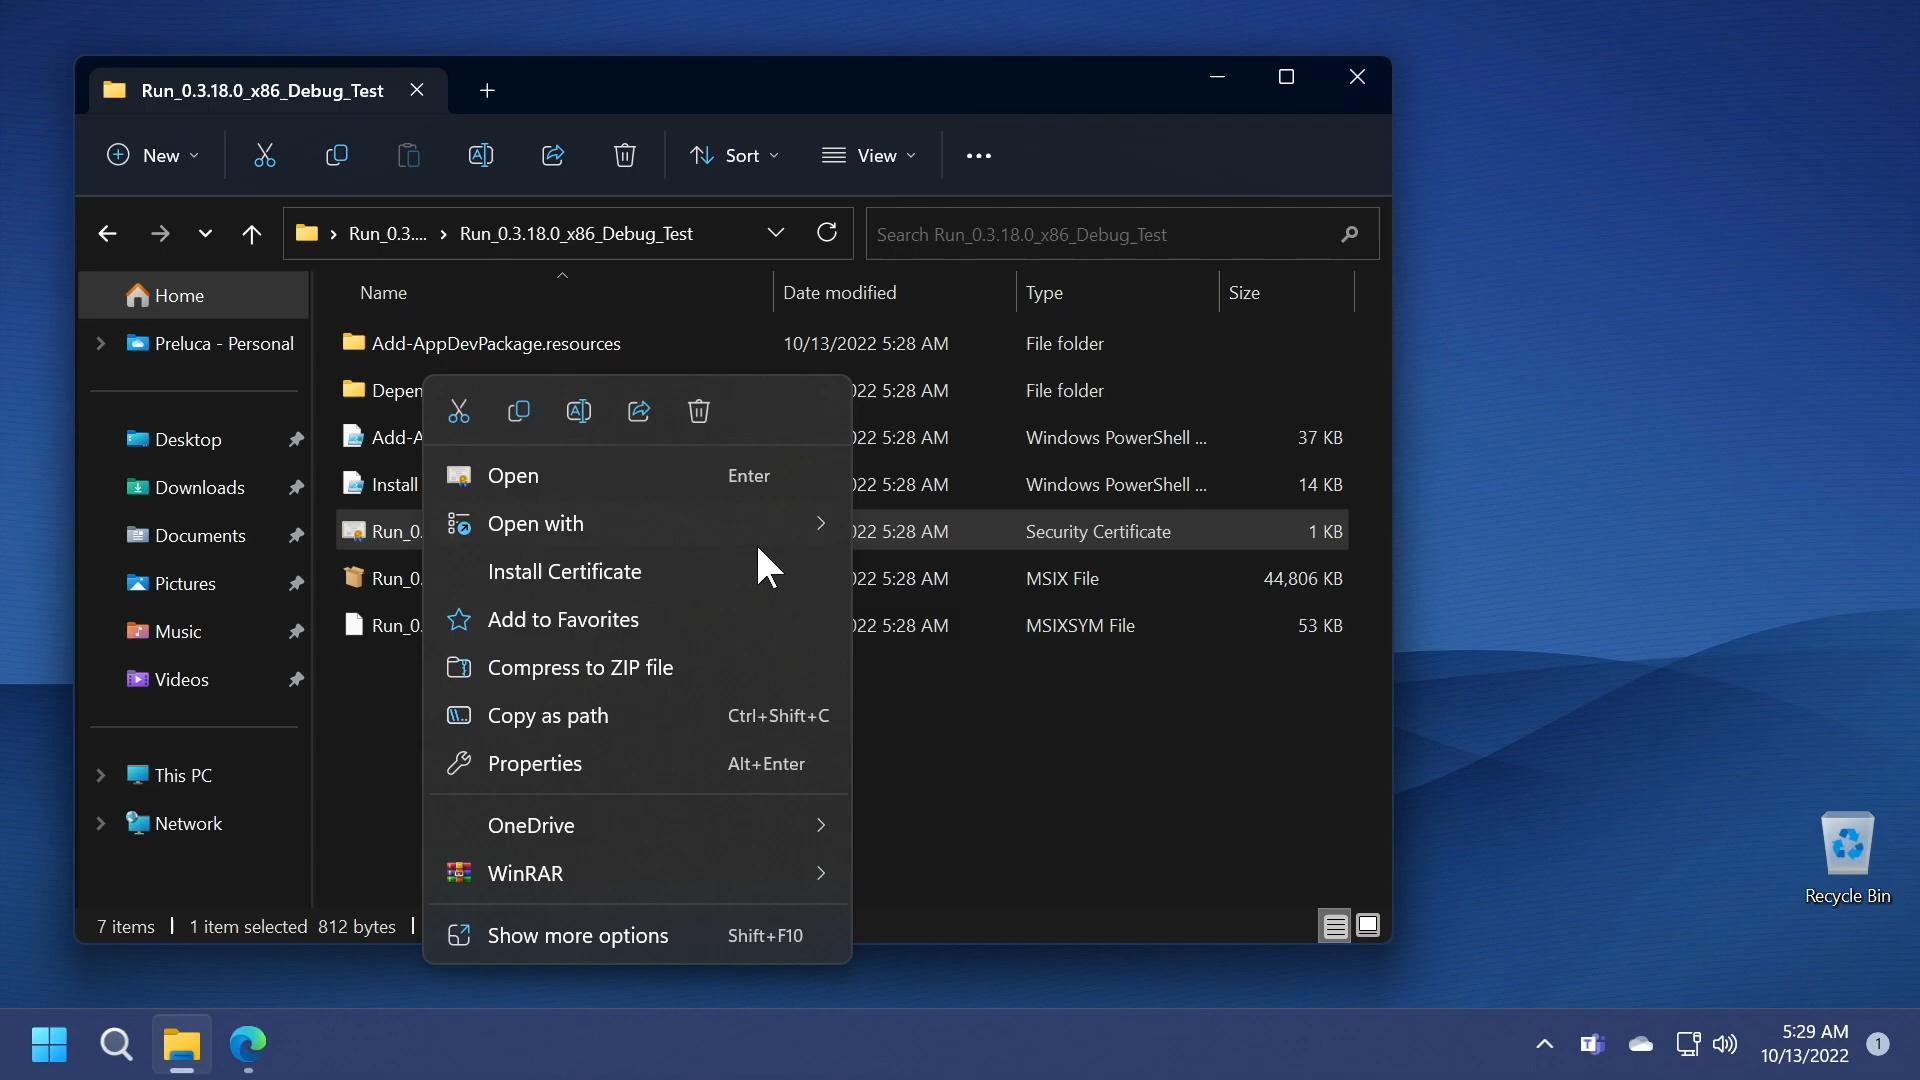 Run_0.3.18.0_x86_Debug_Test
New
Sort
View
Run_0.3....
Run_0.3.18.0_x86_Debug_Test
Search Run_0.3.18.0_x86_Debug_Test
Home
Preluca - Personal
Desktop
Downloads
Documents
Pictures
Music
Videos
This PC
Network
Name Date modified Type Size
Add-AppDevPackage.resources 10/13/2022 5:28 AM File folder
Depen 022 5:28 AM File folder
Add-A 022 5:28 AM Windows PowerShell ... 37 KB
Install 022 5:28 AM Windows PowerShell ... 14 KB
Run_0. 022 5:28 AM Security Certificate 1 KB
Run_0. 022 5:28 AM MSIX File 44,806 KB
Run_0. 022 5:28 AM MSIXSYM File 53 KB
Open Enter
Open with
Install Certificate
Add to Favorites
Compress to ZIP file
Copy as path Ctrl+Shift+C
Properties Alt+Enter
OneDrive
WinRAR
Show more options Shift+F10
7 items 1 item selected 812 bytes
Recycle Bin
5:29 AM
10/13/2022
1